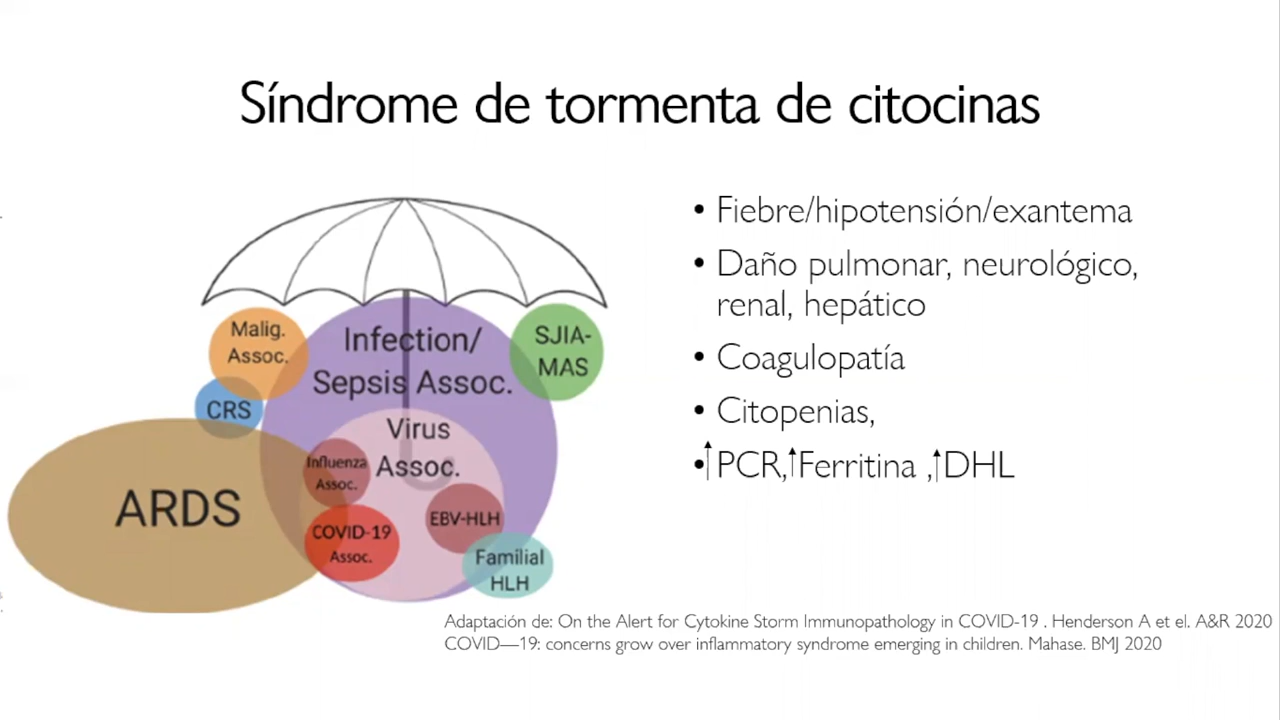 Síndrome de tormenta de citocinas
Malig.
Assoc.
CRS
Infection/
Sepsis Assoc.
SJIA-
MAS
Virus
Assoc.
Influenza
Assoc.
ARDS
COVID-19
Assoc.
EBV-HLH
Familial
HLH
• Fiebre/hipotensión/exantema
• Daño pulmonar, neurológico,
renal, hepático
• Coagulopatía
• Citopenias,
•↑PCR,↑Ferritina ,↑DHL
Adaptación de: On the Alert for Cytokine Storm Immunopathology in COVID-19 . Henderson A et el. A&R 2020
COVID—19: concerns grow over inflammatory syndrome emerging in children. Mahase. BMJ 2020